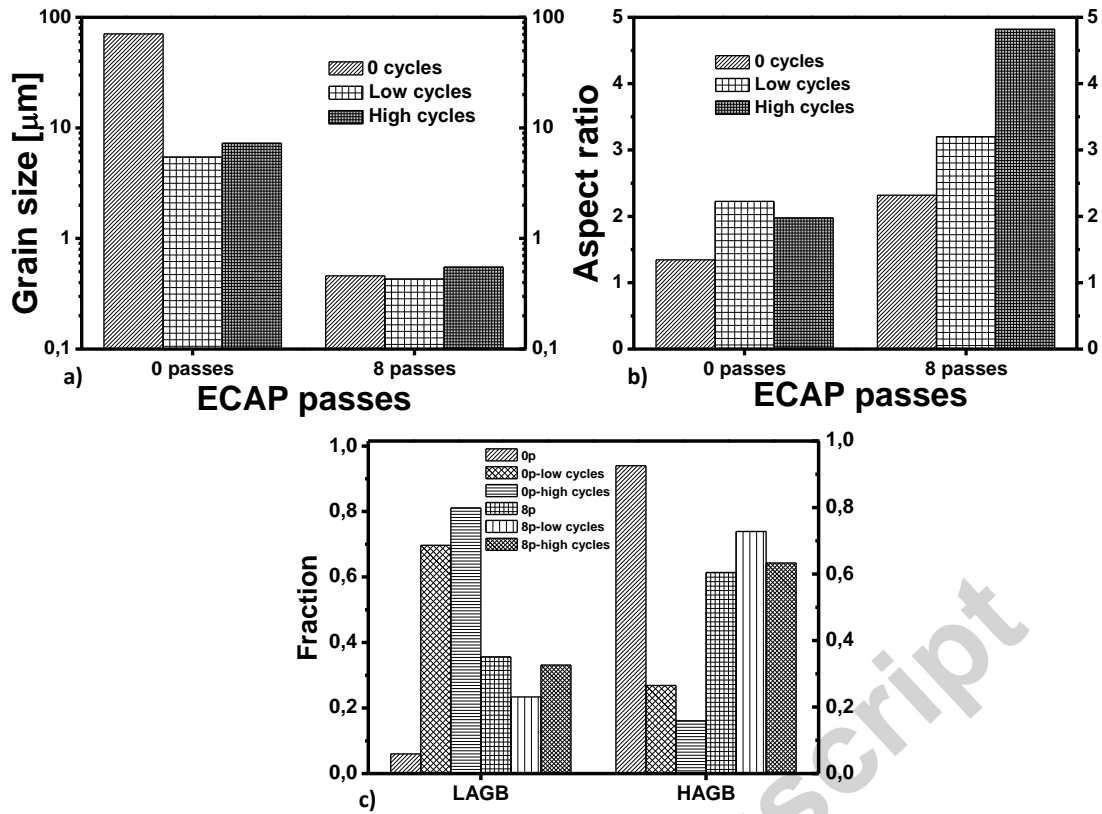 100
10
1
0,1
Grain size [μm]
0 cycles
Low cycles
High cycles
100
10
1
0,1
0 passes
8 passes
a)
ECAP passes
5
4
3
2
1
0
Aspect ratio
0 cycles
Low cycles
High cycles
5
4
3
2
1
0
0 passes
8 passes
b)
ECAP passes
1,0
0,8
0,6
0,4
0,2
0,0
Fraction
0p
0p-low cycles
0p-high cycles
8p
8p-low cycles
8p-high cycles
1,0
0,8
0,6
0,4
0,2
0,0
LAGB
HAGB
c)
script